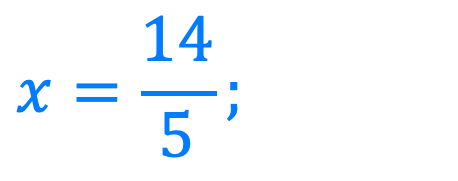 x = 14/5;